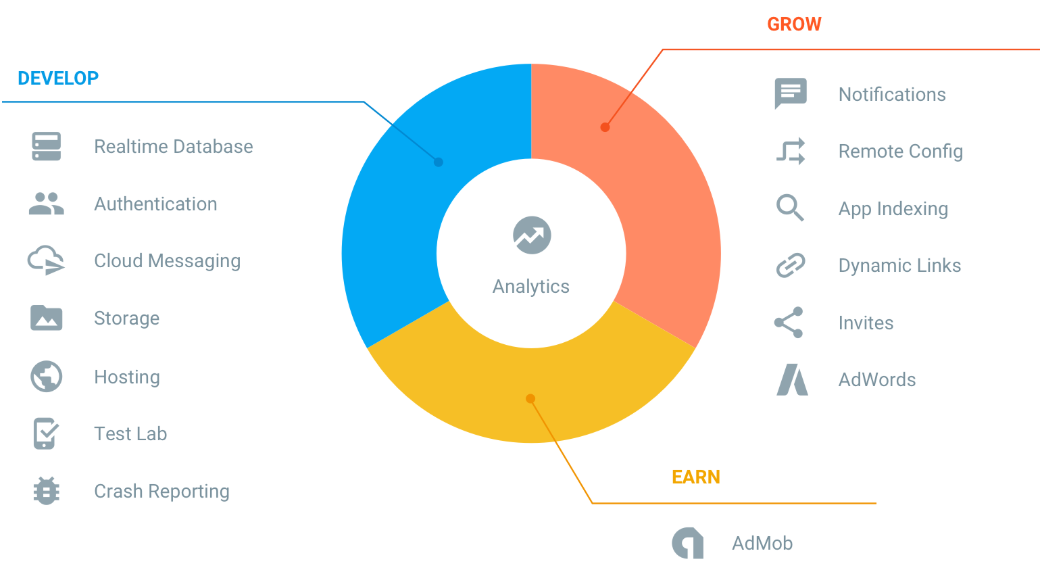 DEVELOP
Realtime Database
Authentication
Cloud Messaging
Storage
Hosting
Test Lab
Crash Reporting
Analytics
GROW
Notifications
Remote Config
App Indexing
Dynamic Links
Invites
AdWords
EARN
AdMob